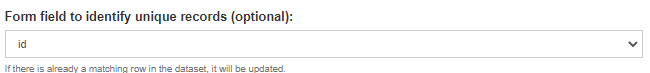 Form field to identify unique records (optional):
id
If there is already a matching row in the dataset, it will be updated.